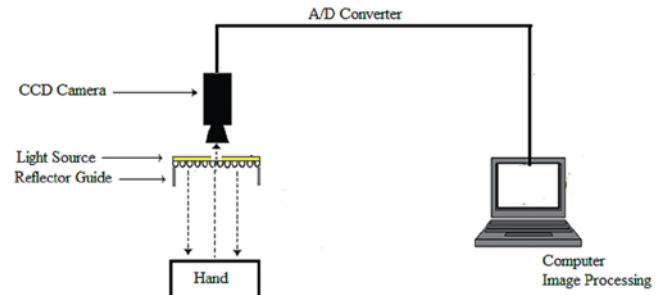 A/D Converter
CCD Camera
Light Source
Reflector Guide
Hand
Computer
Image Processing